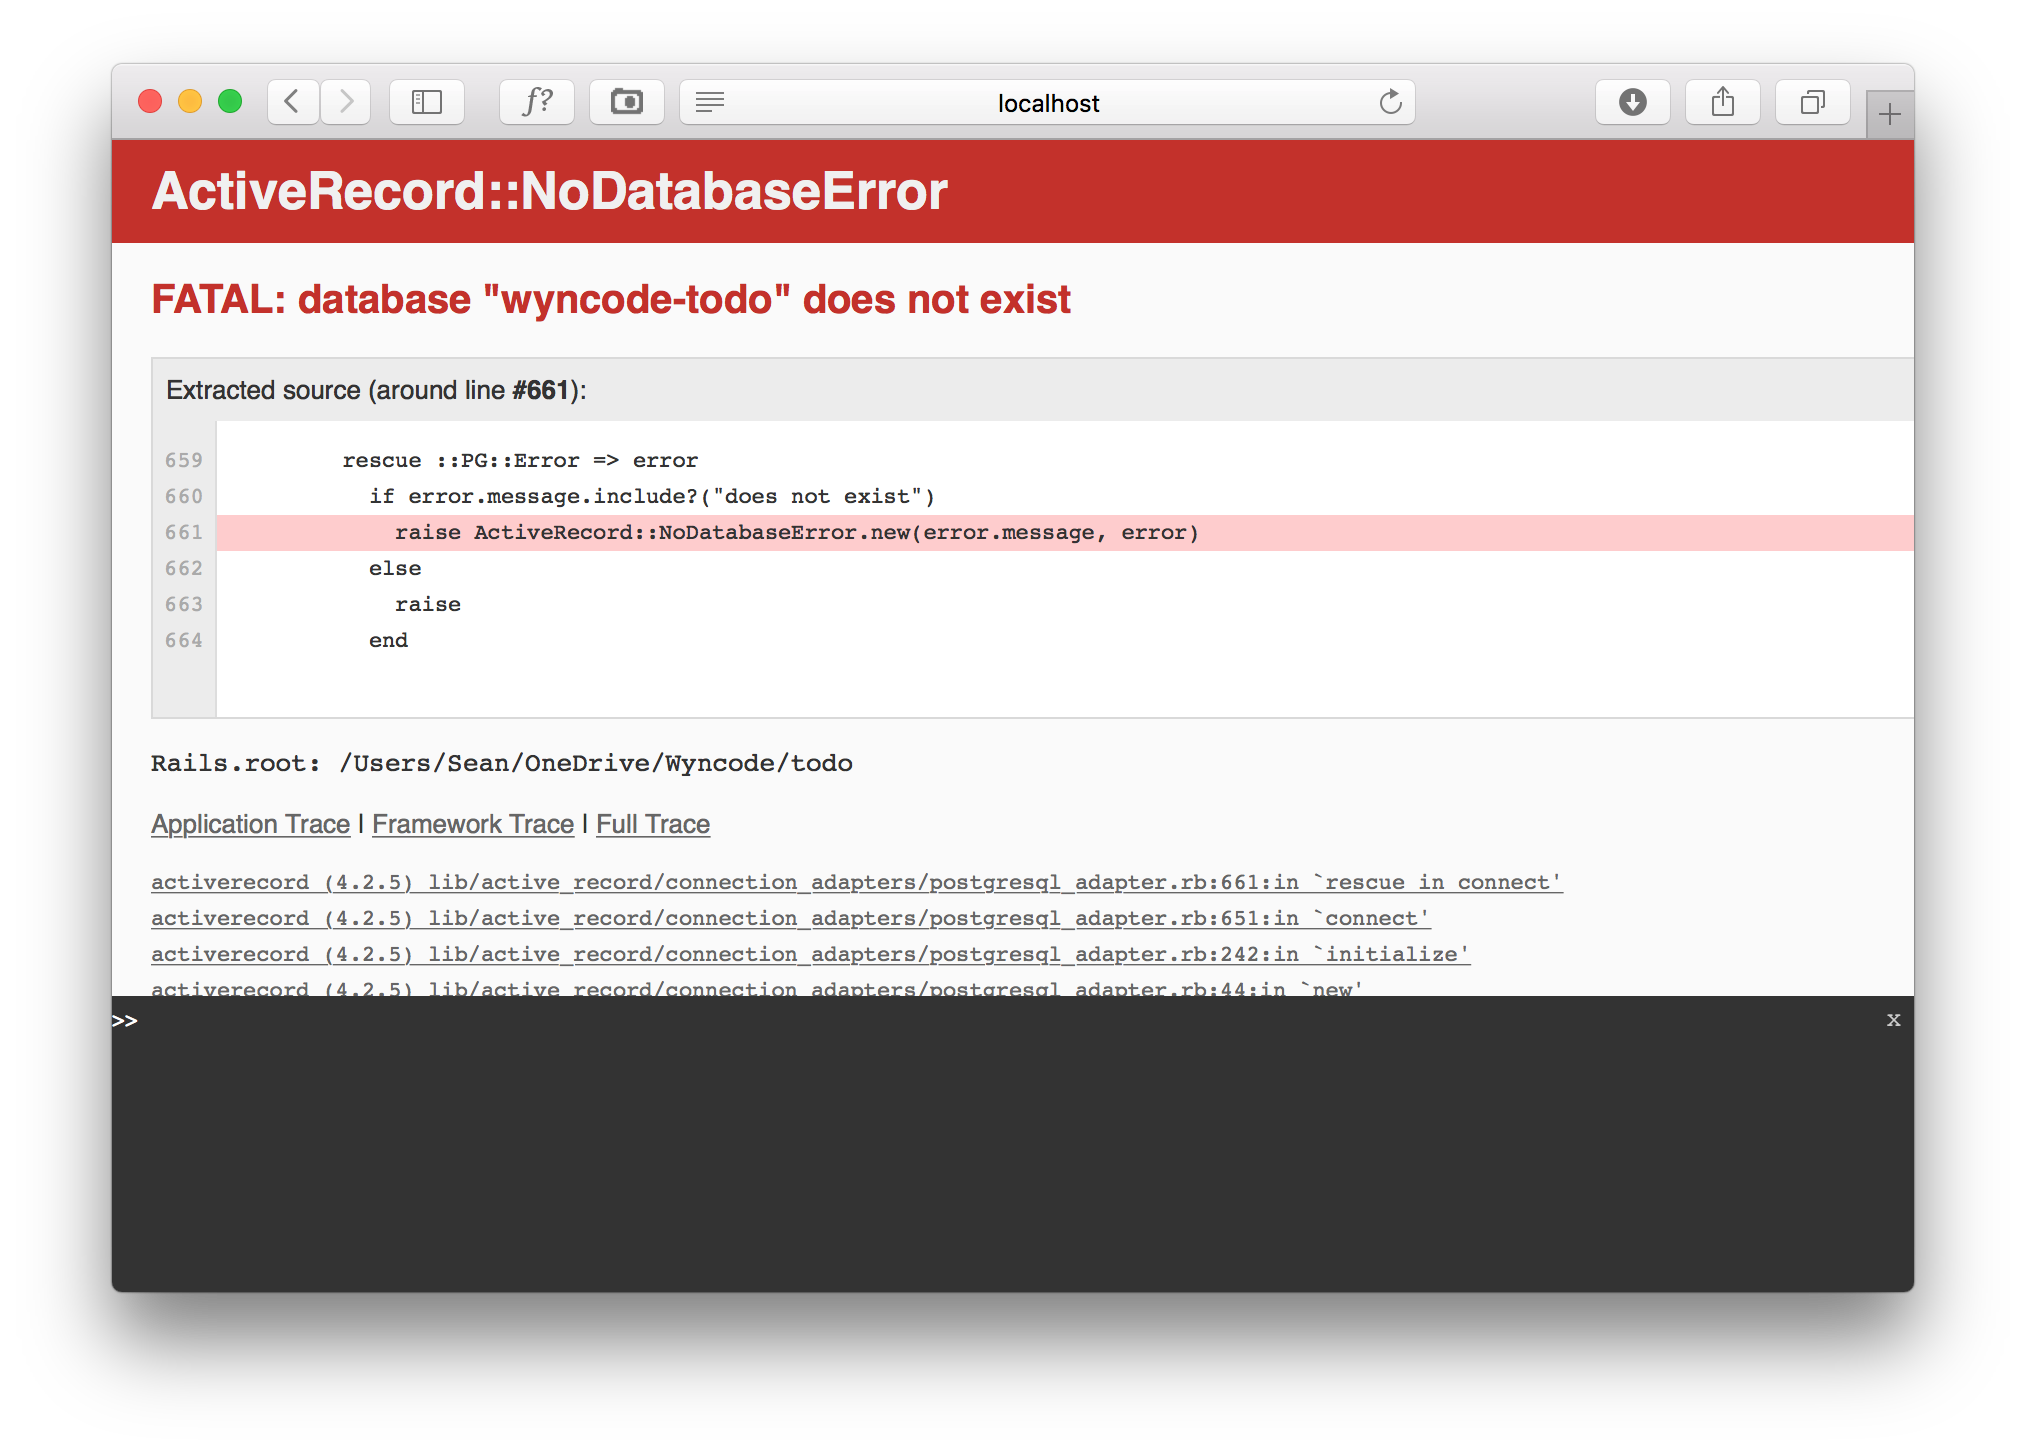 f?
localhost
ActiveRecord::NoDatabaseError
FATAL: database "wyncode-todo" does not exist
Extracted source (around line #661):
659 rescue ::PG::Error => error
660 if error.message.include?("does not exist")
661 raise ActiveRecord::NoDatabaseError.new(error.message, error)
662 else
663 raise
664 end
Rails.root: /Users/Sean/OneDrive/Wyncode/todo
Application Trace | Framework Trace | Full Trace
activerecord (4.2.5) lib/active_record/connection_adapters/postgresql_adapter.rb:661:in `rescue in connect'
activerecord (4.2.5) lib/active_record/connection_adapters/postgresql_adapter.rb:651:in `connect'
activerecord (4.2.5) lib/active_record/connection_adapters/postgresql_adapter.rb:242:in `initialize'
activerecord (4.2.5) lib/active_record/connection_adapters/postgresql_adapter.rb:44:in `new'
>> x